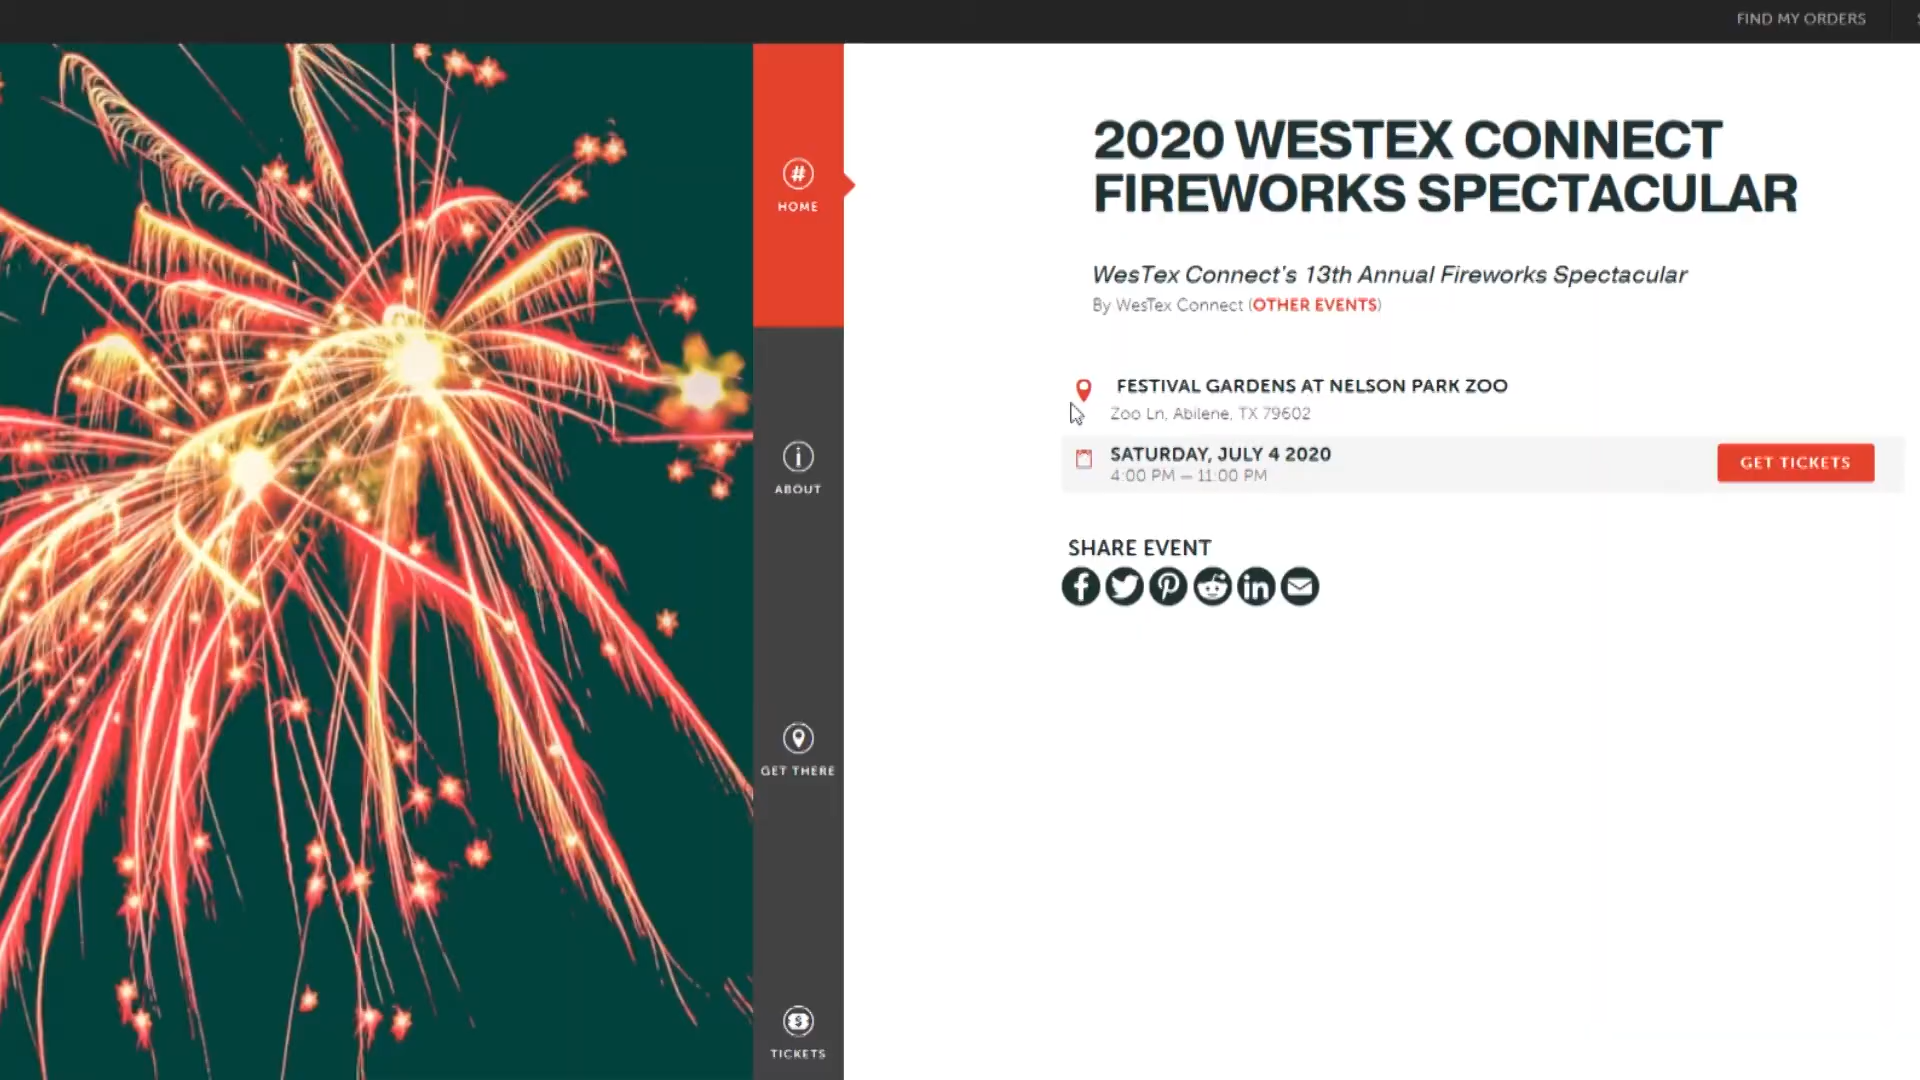 FIND MY ORDERS
#
HOME
ABOUT
GET THERE
$
TICKETS
2020 WESTEX CONNECT
FIREWORKS SPECTACULAR
WesTex Connect's 13th Annual Fireworks Spectacular
By WesTex Connect (OTHER EVENTS)
FESTIVAL GARDENS AT NELSON PARK ZOO
Zoo Ln, Abilene, TX 79602
SATURDAY, JULY 4 2020
4:00 PM — 11:00 PM
GET TICKETS
SHARE EVENT